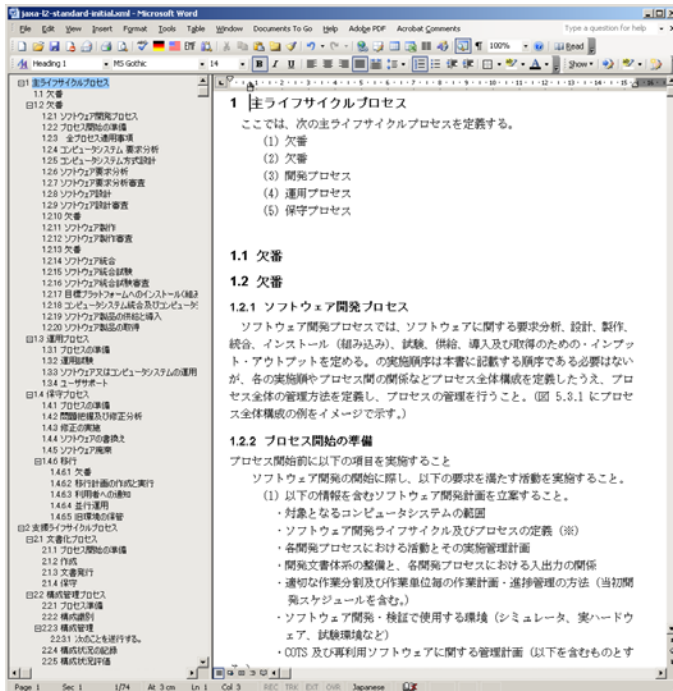 jaxa-l2-standard-initial.xml - Microsoft Word
File Edit View Insert Format Tools Table Window Documents To Go Help Adobe PDF Acrobat Comments
Type a question for help
100%
Read
Heading 1
MS Gothic
14
B I U
Show
1 主ライフサイクルプロセス
1.1 欠番
1.2 欠番
1.2.1 ソフトウェア開発プロセス
1.2.2 プロセス開始の準備
1.2.3 全プロセス適用事項
1.2.4 コンピュータシステム 要求分析
1.2.5 コンピュータシステム方式設計
1.2.6 ソフトウェア要求分析
1.2.7 ソフトウェア要求分析審査
1.2.8 ソフトウェア設計
1.2.9 ソフトウェア設計審査
1.2.10 欠番
1.2.11 ソフトウェア製作
1.2.12 ソフトウェア製作審査
1.2.13 欠番
1.2.14 ソフトウェア統合
1.2.15 ソフトウェア統合試験
1.2.16 ソフトウェア統合試験審査
1.2.17 目標プラットフォームへのインストール(組み
1.2.18 コンピュータシステム統合及びコンピュータシ
1.2.19 ソフトウェア製品の供給と導入
1.2.20 ソフトウェア製品の取得
1.3 運用プロセス
1.3.1 プロセスの準備
1.3.2 運用試験
1.3.3 ソフトウェア又はコンピュータシステムの運用
1.3.4 ユーザサポート
1.4 保守プロセス
1.4.1 プロセスの準備
1.4.2 問題把握及び修正分析
1.4.3 修正の実施
1.4.4 ソフトウェアの書換え
1.4.5 ソフトウェア廃棄
1.4.6 移行
1.4.6.1 欠番
1.4.6.2 移行計画の作成と実行
1.4.6.3 利用者への通知
1.4.6.4 並行運用
1.4.6.5 旧環境の保管
2 支援ライフサイクルプロセス
2.1 文書化プロセス
2.1.1 プロセス開始の準備
2.1.2 作成
2.1.3 文書発行
2.1.4 保守
2.2 構成管理プロセス
2.2.1 プロセス準備
2.2.2 構成識別
2.2.3 構成管理
2.2.3.1 次のことを遂行する。
2.2.4 構成状況の記録
2.2.5 構成状況評価
1 主ライフサイクルプロセス
ここでは、次の主ライフサイクルプロセスを定義する。
(1) 欠番
(2) 欠番
(3) 開発プロセス
(4) 運用プロセス
(5) 保守プロセス
1.1 欠番
1.2 欠番
1.2.1 ソフトウェア開発プロセス
ソフトウェア開発プロセスでは、ソフトウェアに関する要求分析、設計、製作、
統合、インストール（組み込み）、試験、供給、導入及び取得のための・インプッ
ト・アウトプットを定める。の実施順序は本書に記載する順序である必要はない
が、各の実施順やプロセス間の関係などプロセス全体構成を定義したうえ、プロ
セス全体の管理方法を定義し、プロセスの管理を行うこと。（図 5.3.1 にプロセ
ス全体構成の例をイメージで示す。）
1.2.2 プロセス開始の準備
プロセス開始前に以下の項目を実施すること
ソフトウェア開発の開始に際し、以下の要求を満たす活動を実施すること。
(1) 以下の情報を含むソフトウェア開発計画を立案すること。
・対象となるコンピュータシステムの範囲
・ソフトウェア開発ライフサイクル及びプロセスの定義（※）
・各開発プロセスにおける活動とその実施管理計画
・開発文書体系の整備と、各開発プロセスにおける入出力の関係
・適切な作業分割及び作業単位毎の作業計画・進捗管理の方法（当初開
発スケジュールを含む。）
・ソフトウェア開発・検証で使用する環境（シミュレータ、実ハードウ
ェア、試験環境など）
・COTS 及び再利用ソフトウェアに関する管理計画（以下を含むものとす
Page 1 Sec 1 1/74 At 3 cm Ln 1 Col 3 REC TRK EXT OVR Japanese